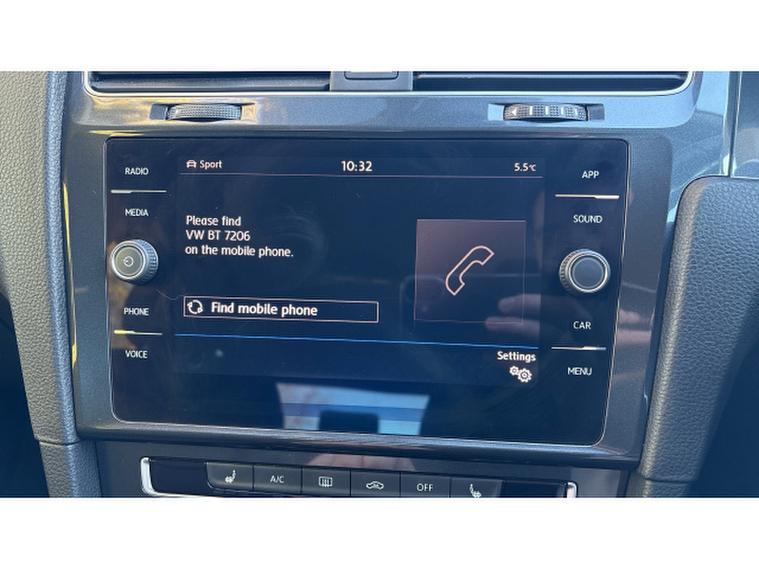 RADIO
MEDIA
PHONE
VOICE
Sport
10:32
5.5°C
Please find
VW BT 7206
on the mobile phone.
Find mobile phone
Settings
APP
SOUND
CAR
MENU
A/C
OFF